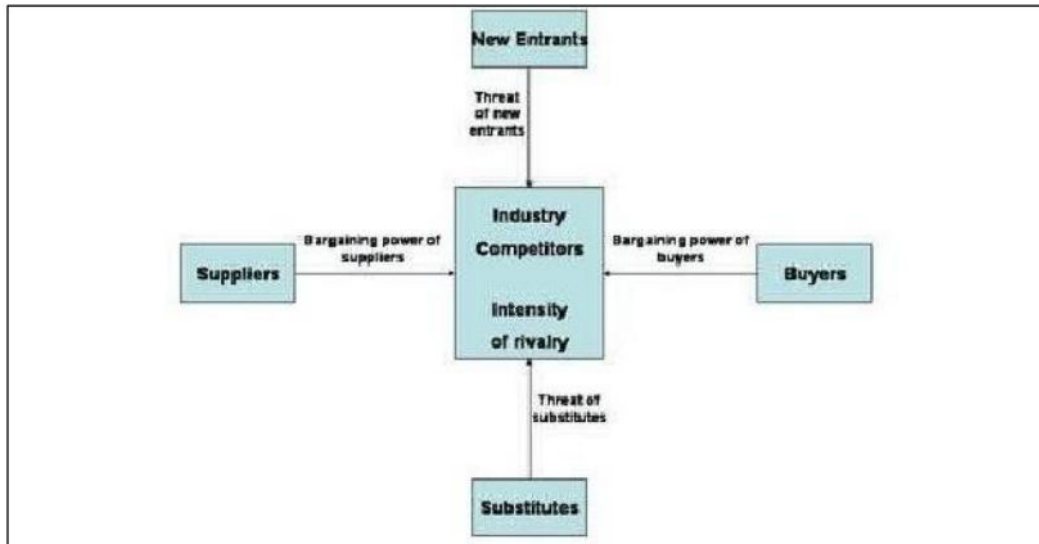 New Entrants
Threat
of new
entrants
Industry
Competitors
Intensity
of rivalry
Bargaining power of
suppliers
Suppliers
Bargaining power of
buyers
Buyers
Threat of
substitutes
Substitutes